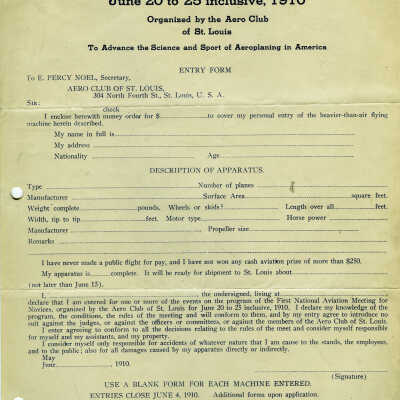 June 20 to 25 inclusive, 1910
Organized by the Aero Club
of St. Louis
To Advance the Science and Sport of Aeroplaning in America
ENTRY FORM
To E. PERCY NOEL, Secretary,
AERO CLUB OF ST. LOUIS,
304 North Fourth St., St. Louis, U. S. A.
SIR:
check
I enclose herewith money order for $ to cover my personal entry of the heavier-than-air flying
machine herein described.
My name in full is
My address
Nationality Age
DESCRIPTION OF APPARATUS.
Type Number of planes
Manufacturer Surface Area square feet.
Weight complete pounds, Wheels or skids? Length over all feet.
Width, tip to tip feet. Motor type Horse power
Manufacturer Propeller size
Remarks
I have never made a public flight for pay, and I have not won any cash aviation prize of more than $250.
My apparatus is complete. It will be ready for shipment to St. Louis about
(not later than June 15).
I, , the undersigned, living at
declare that I am entered for one or more of the events on the program of the First National Aviation Meeting for
Novices, organized by the Aero Club of St. Louis for June 20 to 25 inclusive, 1910. I declare my knowledge of the
program, the conditions, the rules of the meeting and will conform to them, and by my entry agree to introduce no
suit against the judges, or against the officers or committees, or against the members of the Aero Club of St. Louis.
I enter agreeing to conform to all the decisions relating to the rules of the meet and consider myself responsible
for myself and my assistants, and my property.
I consider myself only responsible for accidents of whatever nature that I am cause to the stands, the employees,
and to the public; also for all damages caused by my apparatus directly or indirectly.
May
June , 1910.
(Signature)
USE A BLANK FORM FOR EACH MACHINE ENTERED.
ENTRIES CLOSE JUNE 4, 1910. Additional forms upon application.